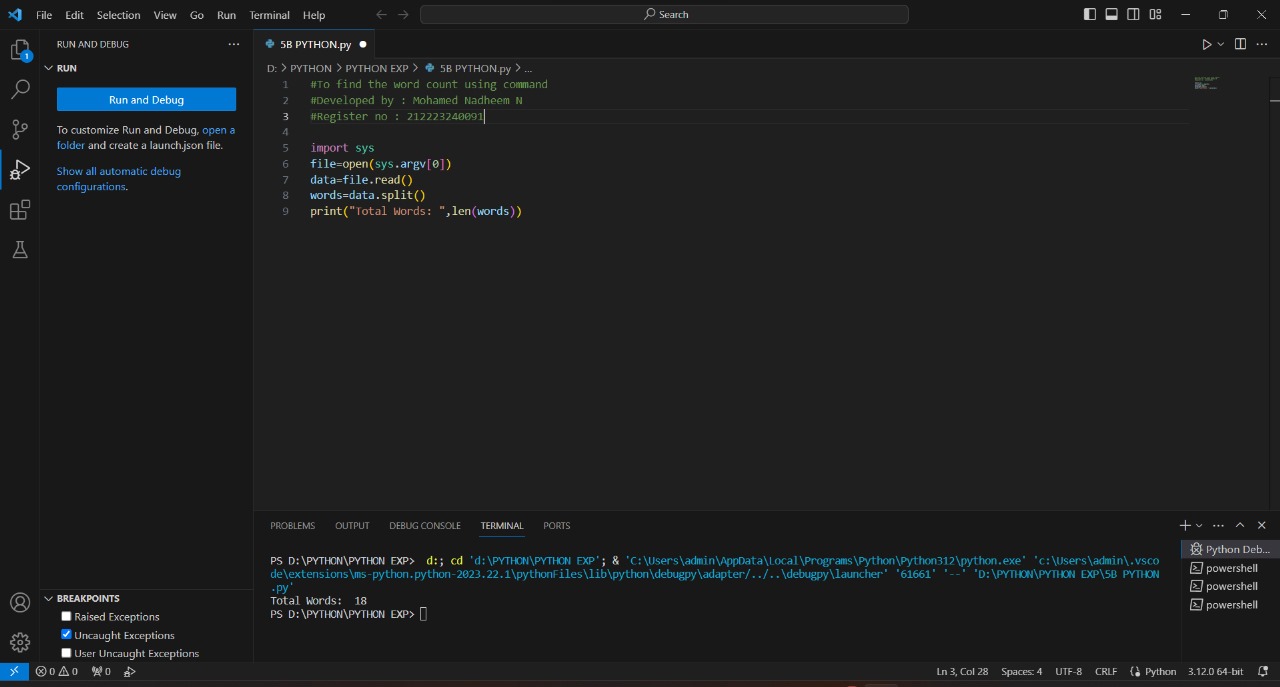 File Edit Selection View Go Run Terminal Help
Search
RUN AND DEBUG
RUN
Run and Debug
To customize Run and Debug, open a
folder and create a launch.json file.
Show all automatic debug
configurations.
5B PYTHON.py
D: > PYTHON > PYTHON EXP > 5B PYTHON.py > ...
1 #To find the word count using command
2 #Developed by : Mohamed Nadheem N
3 #Register no : 212223240091
4
5 import sys
6 file=open(sys.argv[0])
7 data=file.read()
8 words=data.split()
9 print("Total Words: ",len(words))
PROBLEMS OUTPUT DEBUG CONSOLE TERMINAL PORTS
PS D:\PYTHON\PYTHON EXP> d:; cd 'd:\PYTHON\PYTHON EXP'; & 'C:\Users\admin\AppData\Local\Programs\Python\Python312\python.exe' 'c:\Users\admin\.vsco
de\extensions\ms-python.python-2023.22.1\pythonFiles\lib\python\debugpy\adapter/../..\debugpy\launcher' '61661' '--' 'D:\PYTHON\PYTHON EXP\5B PYTHON
.py'
Total Words: 18
PS D:\PYTHON\PYTHON EXP>
Python Deb...
powershell
powershell
powershell
BREAKPOINTS
Raised Exceptions
Uncaught Exceptions
User Uncaught Exceptions
1
0 0 0
Ln 3, Col 28 Spaces: 4 UTF-8 CRLF Python 3.12.0 64-bit